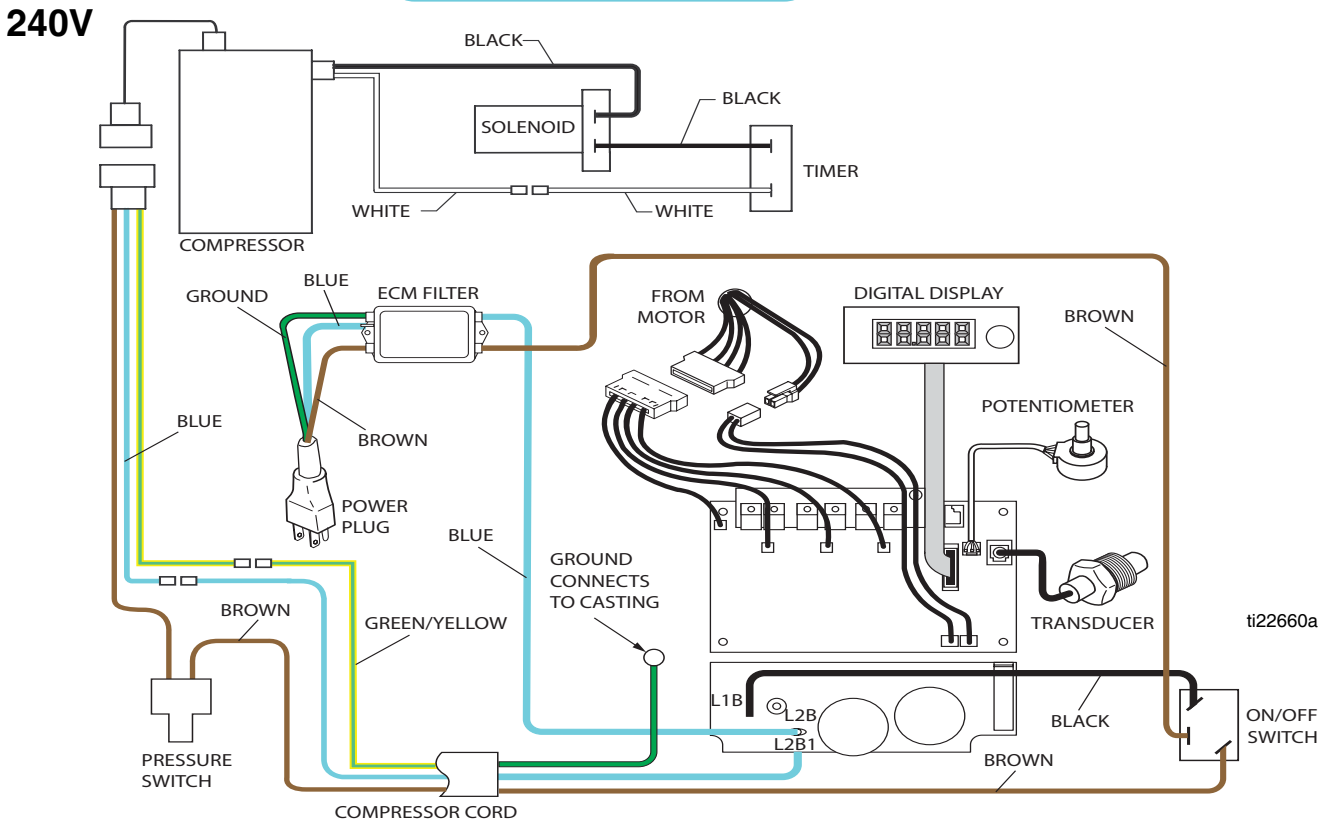 240V
BLACK
BLACK
SOLENOID
TIMER
WHITE
WHITE
COMPRESSOR
BLUE
GROUND
ECM FILTER
FROM
MOTOR
DIGITAL DISPLAY
BROWN
POTENTIOMETER
BLUE
BROWN
POWER
PLUG
BLUE
GROUND
CONNECTS
TO CASTING
BROWN
GREEN/YELLOW
TRANSDUCER
ti22660a
L1B
L2B
L2B1
BLACK
ON/OFF
SWITCH
PRESSURE
SWITCH
BROWN
COMPRESSOR CORD